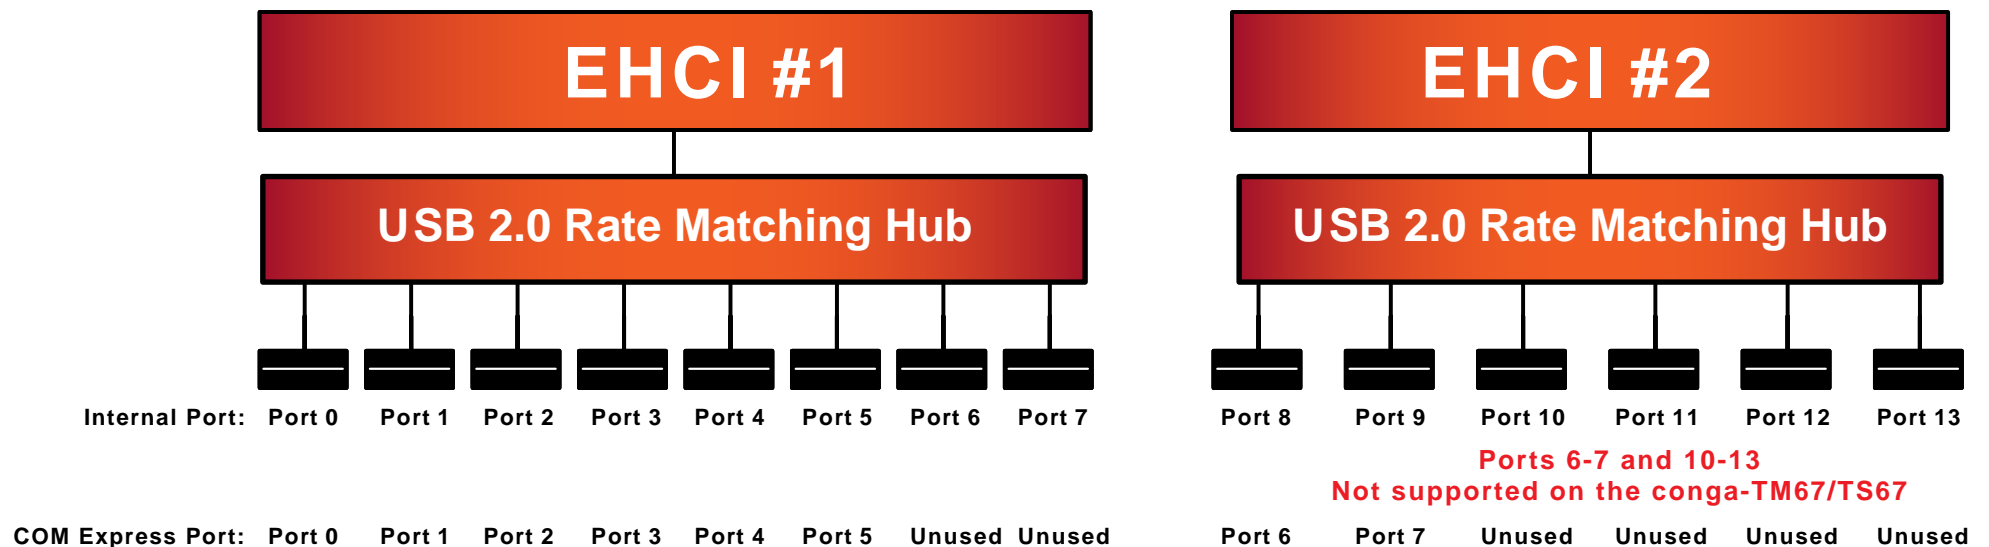 EHCI #1
EHCI #2
USB 2.0 Rate Matching Hub
USB 2.0 Rate Matching Hub
Internal Port: Port 0 Port 1 Port 2 Port 3 Port 4 Port 5 Port 6 Port 7 Port 8 Port 9 Port 10 Port 11 Port 12 Port 13
Ports 6-7 and 10-13
Not supported on the conga-TM67/TS67
COM Express Port: Port 0 Port 1 Port 2 Port 3 Port 4 Port 5 Unused Unused Port 6 Port 7 Unused Unused Unused Unused